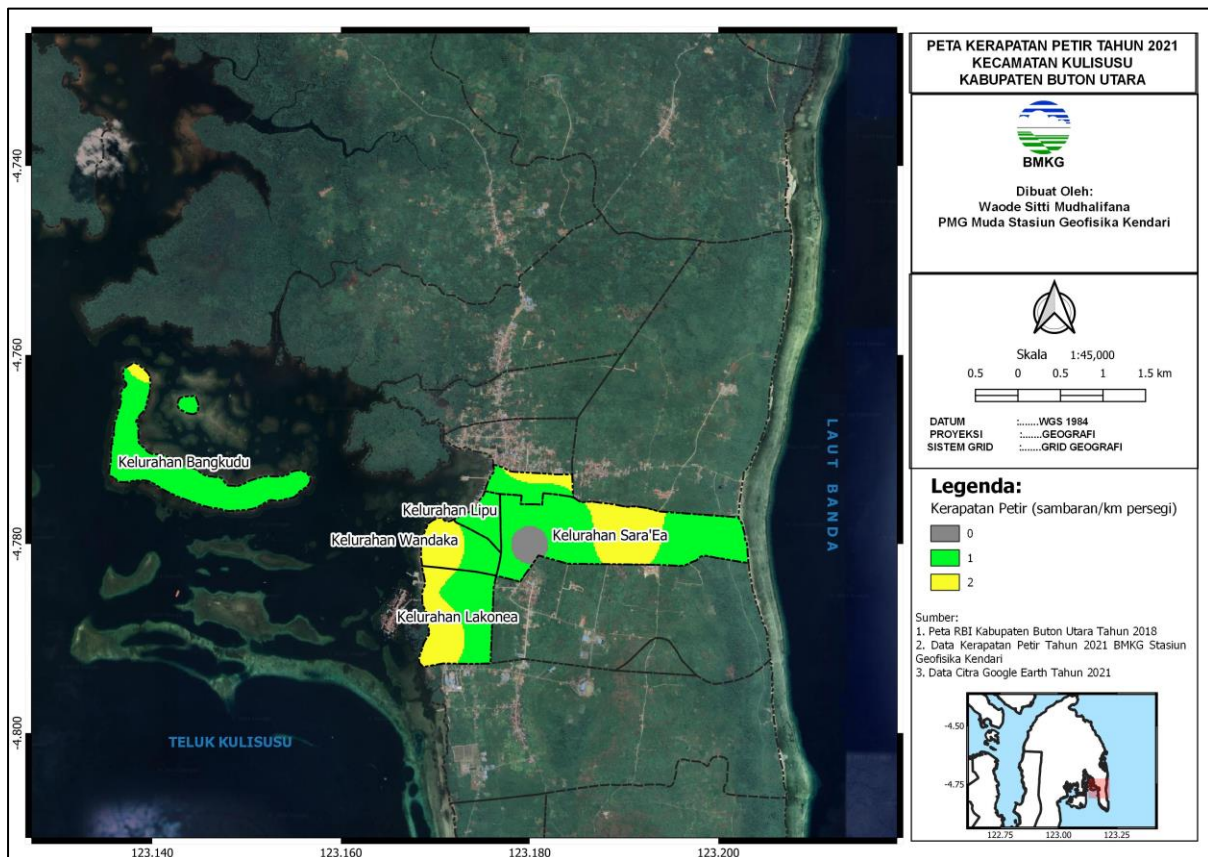 PETA KERAPATAN PETIR TAHUN 2021
KECAMATAN KULISUSU
KABUPATEN BUTON UTARA
BMKG
Dibuat Oleh:
Waode Sitti Mudhalifana
PMG Muda Stasiun Geofisika Kendari
Skala 1:45,000
0.5 0 0.5 1 1.5 km
DATUM :......WGS 1984
PROYEKSI :......GEOGRAFI
SISTEM GRID :......GRID GEOGRAFI
Legenda:
Kerapatan Petir (sambaran/km persegi)
0
1
2
Sumber:
1. Peta RBI Kabupaten Buton Utara Tahun 2018
2. Data Kerapatan Petir Tahun 2021 BMKG Stasiun
Geofisika Kendari
3. Data Citra Google Earth Tahun 2021
-4.50
-4.75
122.75 123.00 123.25
-4.740
-4.760
-4.780
-4.800
123.140 123.160 123.180 123.200
Kelurahan Bangkudu
Kelurahan Lipu
Kelurahan Wandaka
Kelurahan Sara'Ea
Kelurahan Lakonea
TELUK KULISUSU
LAUT BANDA